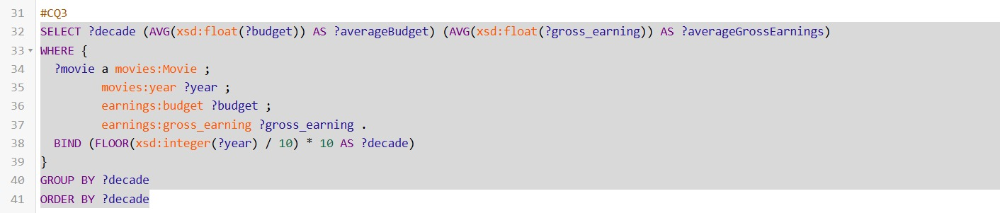 31 #CQ3
32 SELECT ?decade (AVG(xsd:float(?budget)) AS ?averageBudget) (AVG(xsd:float(?gross_earning)) AS ?averageGrossEarnings)
33 WHERE {
34 ?movie a movies:Movie ;
35 movies:year ?year ;
36 earnings:budget ?budget ;
37 earnings:gross_earning ?gross_earning .
38 BIND (FLOOR(xsd:integer(?year) / 10) * 10 AS ?decade)
39 }
40 GROUP BY ?decade
41 ORDER BY ?decade